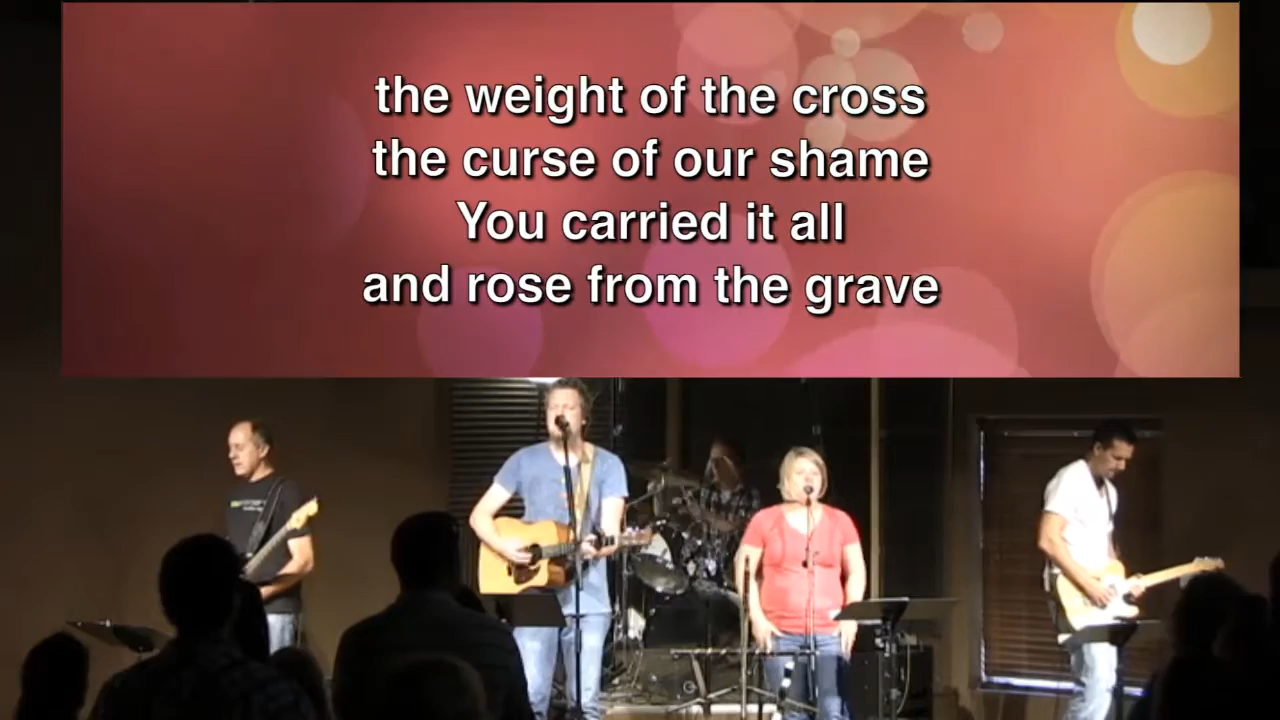 the weight of the cross
the curse of our shame
You carried it all
and rose from the grave